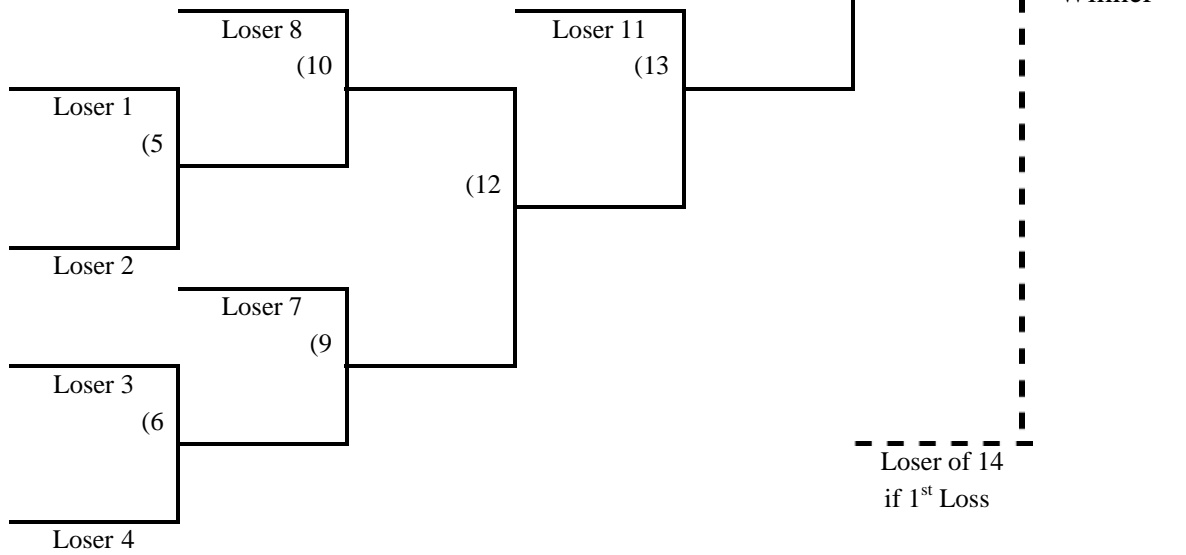 Loser 8
Loser 11
(10
(13
Loser 1
(5
(12
Loser 2
Loser 7
(9
Loser 3
(6
Loser of 14
if 1st Loss
Loser 4